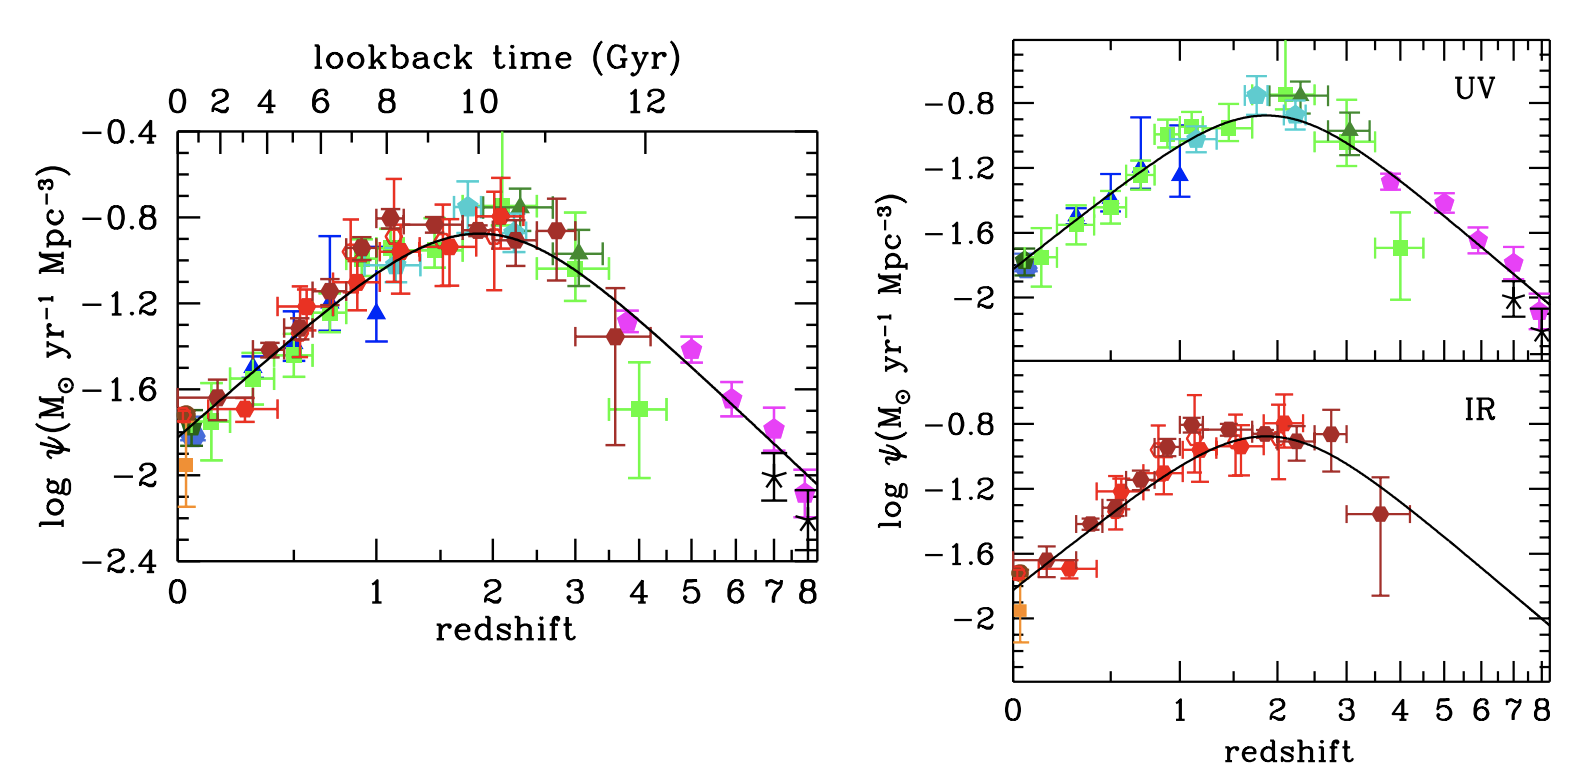 lookback time (Gyr)
0 2 4 6 8 10 12
−0.4
−0.8
−1.2
−1.6
−2
−2.4
log ψ(M⊙ yr⁻¹ Mpc⁻³)
0 1 2 3 4 5 6 7 8
redshift
UV
−0.8
−1.2
−1.6
−2
log ψ(M⊙ yr⁻¹ Mpc⁻³)
IR
−0.8
−1.2
−1.6
−2
0 1 2 3 4 5 6 7 8
redshift